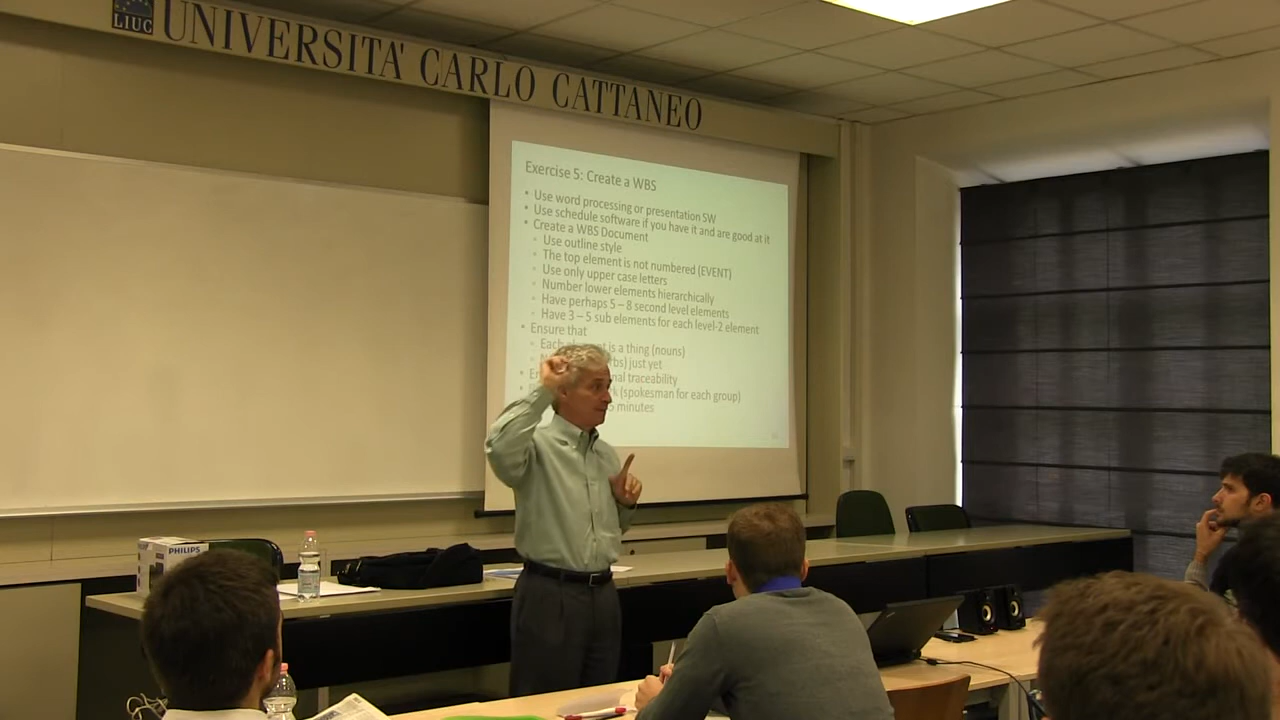 LIUC UNIVERSITA' CARLO CATTANEO
Exercise 5: Create a WBS
• Use word processing or presentation SW
• Use schedule software if you have it and are good at it
• Create a WBS Document
Use outline style
The top element is not numbered (EVENT)
Use only upper case letters
Number lower elements hierarchically
Have perhaps 5 – 8 second level elements
Have 3 – 5 sub elements for each level-2 element
• Ensure that
Each is a thing (nouns)
just yet
traceability
(spokesman for each group)
minutes
PHILIPS